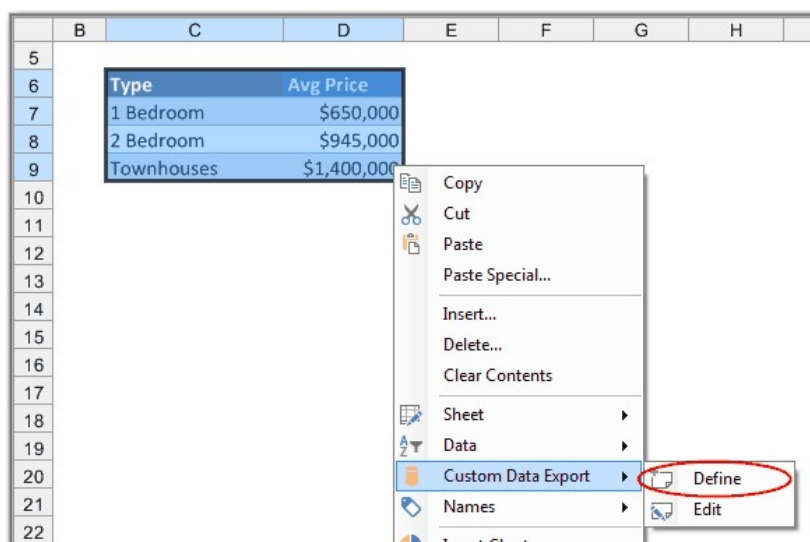 B C D E F G H
5
6 Type Avg Price
7 1 Bedroom $650,000
8 2 Bedroom $945,000
9 Townhouses $1,400,000
10
Copy
11
Cut
12
Paste
13
Paste Special...
14
Insert...
15
Delete...
16
Clear Contents
17
18
Sheet
19
Data
20
Custom Data Export
Define
21
Names
Edit
22